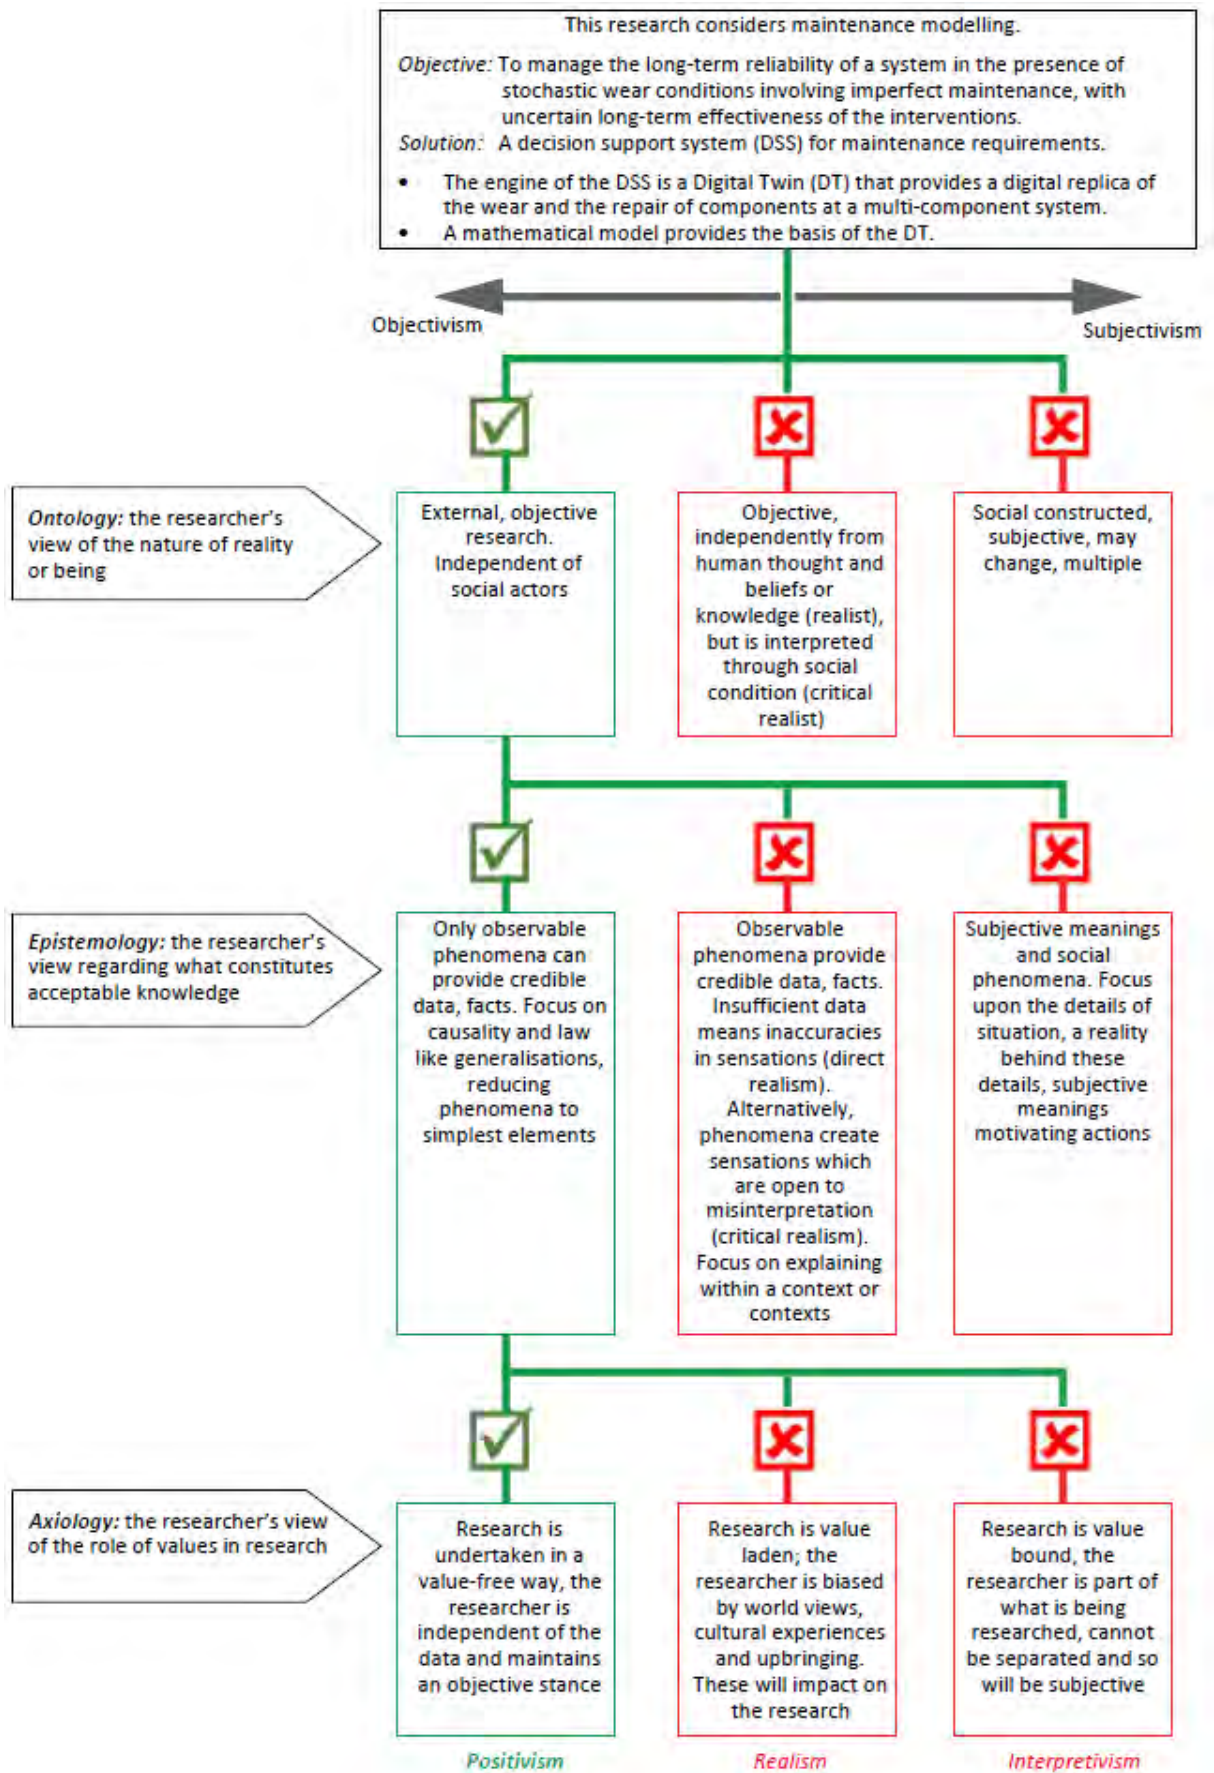 This research considers maintenance modelling.
Objective: To manage the long-term reliability of a system in the presence of
stochastic wear conditions involving imperfect maintenance, with
uncertain long-term effectiveness of the interventions.
Solution: A decision support system (DSS) for maintenance requirements.
• The engine of the DSS is a Digital Twin (DT) that provides a digital replica of
the wear and the repair of components at a multi-component system.
• A mathematical model provides the basis of the DT.
Objectivism
Subjectivism
Ontology: the researcher's
view of the nature of reality
or being
External, objective
research.
Independent of
social actors
Objective,
independently from
human thought and
beliefs or
knowledge (realist),
but is interpreted
through social
condition (critical
realist)
Social constructed,
subjective, may
change, multiple
Epistemology: the researcher's
view regarding what constitutes
acceptable knowledge
Only observable
phenomena can
provide credible
data, facts. Focus on
causality and law
like generalisations,
reducing
phenomena to
simplest elements
Observable
phenomena provide
credible data, facts.
Insufficient data
means inaccuracies
in sensations (direct
realism).
Alternatively,
phenomena create
sensations which
are open to
misinterpretation
(critical realism).
Focus on explaining
within a context or
contexts
Subjective meanings
and social
phenomena. Focus
upon the details of
situation, a reality
behind these
details, subjective
meanings
motivating actions
Axiology: the researcher's view
of the role of values in research
Research is
undertaken in a
value-free way, the
researcher is
independent of the
data and maintains
an objective stance
Research is value
laden; the
researcher is biased
by world views,
cultural experiences
and upbringing.
These will impact on
the research
Research is value
bound, the
researcher is part of
what is being
researched, cannot
be separated and so
will be subjective
Positivism
Realism
Interpretivism